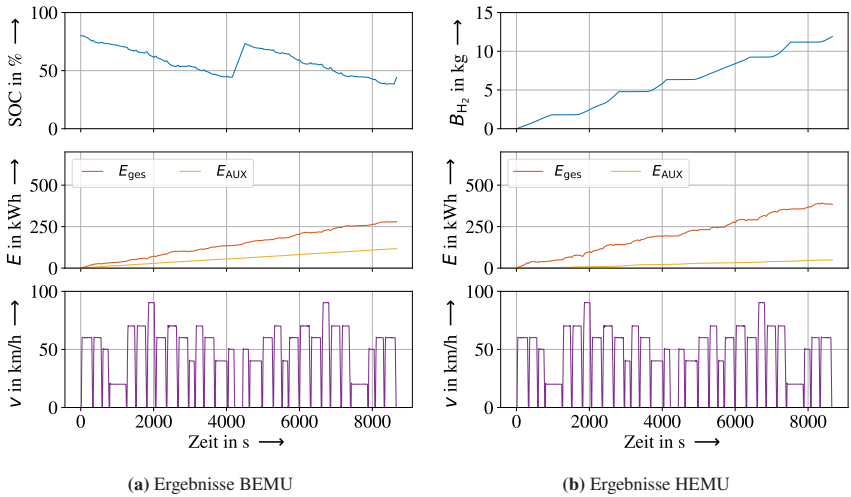 100
50
0
SOC in % →
15
10
5
0
B_H₂ in kg →
E_ges E_AUX
500
250
0
E in kWh →
E_ges E_AUX
500
250
0
E in kWh →
100
50
0
v in km/h →
0 2000 4000 6000 8000
Zeit in s →
100
50
0
v in km/h →
0 2000 4000 6000 8000
Zeit in s →
(a) Ergebnisse BEMU
(b) Ergebnisse HEMU